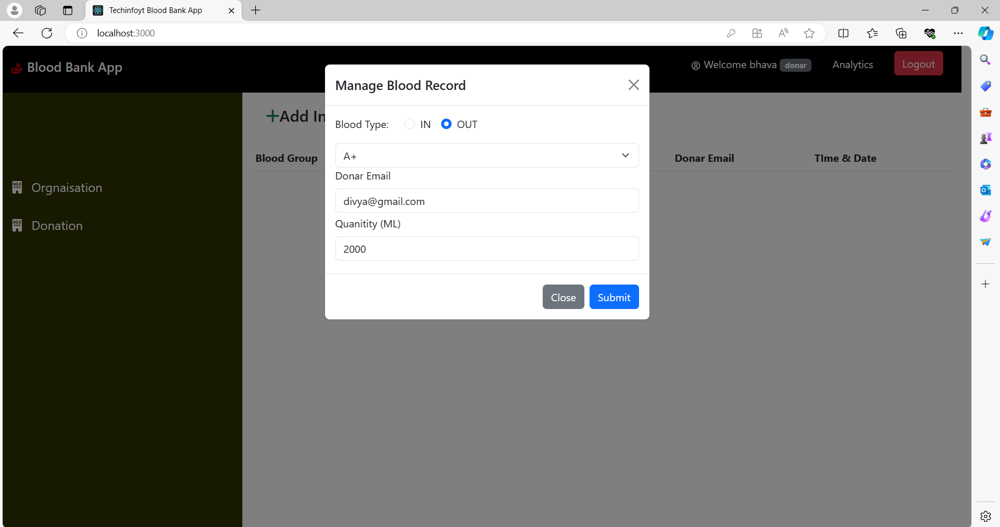 Techinfoyt Blood Bank App
localhost:3000
Blood Bank App
Welcome bhava donar
Analytics
Logout
Orgnaisation
Donation
Add In
Blood Group
Donar Email
TIme & Date
Manage Blood Record
Blood Type: IN OUT
A+
Donar Email
divya@gmail.com
Quanitity (ML)
2000
Close
Submit